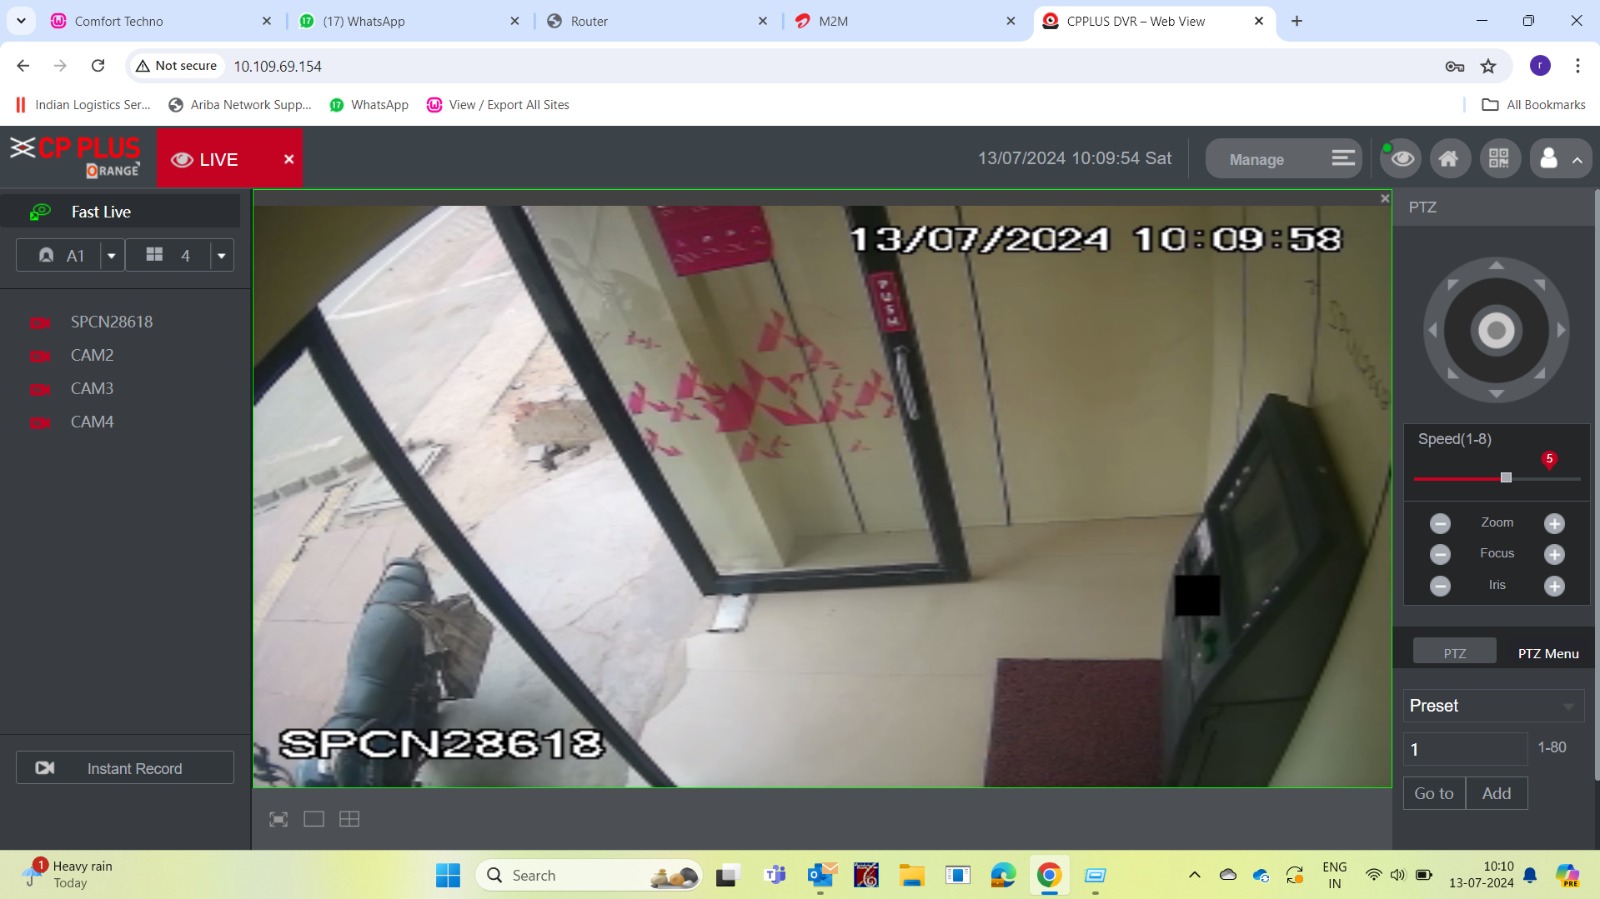 Comfort Techno
(17) WhatsApp
Router
M2M
CPPLUS DVR – Web View
Not secure
10.109.69.154
r
Indian Logistics Ser...
Ariba Network Supp...
17 WhatsApp
View / Export All Sites
All Bookmarks
CP PLUS
ORANGE
LIVE
13/07/2024 10:09:54 Sat
Manage
Fast Live
A1
4
SPCN28618
CAM2
CAM3
CAM4
Instant Record
13/07/2024 10:09:58
PUSH
SPCN28618
PTZ
Speed(1-8)
5
Zoom
Focus
Iris
PTZ
PTZ Menu
Preset
1
1-80
Go to
Add
1
Heavy rain
Today
Search
ENG
IN
10:10
13-07-2024
PRE